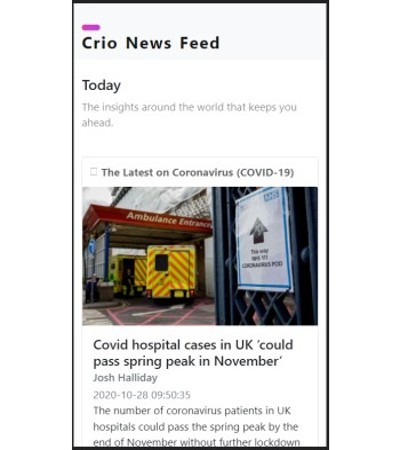 Crio News Feed
Today
The insights around the world that keeps you
ahead.
The Latest on Coronavirus (COVID-19)
Ambulance Entrance
NHS
This way
NHS 111
CORONAVIRUS POD
Covid hospital cases in UK ‘could
pass spring peak in November’
Josh Halliday
2020-10-28 09:50:35
The number of coronavirus patients in UK
hospitals could pass the spring peak by the
end of November without further lockdown